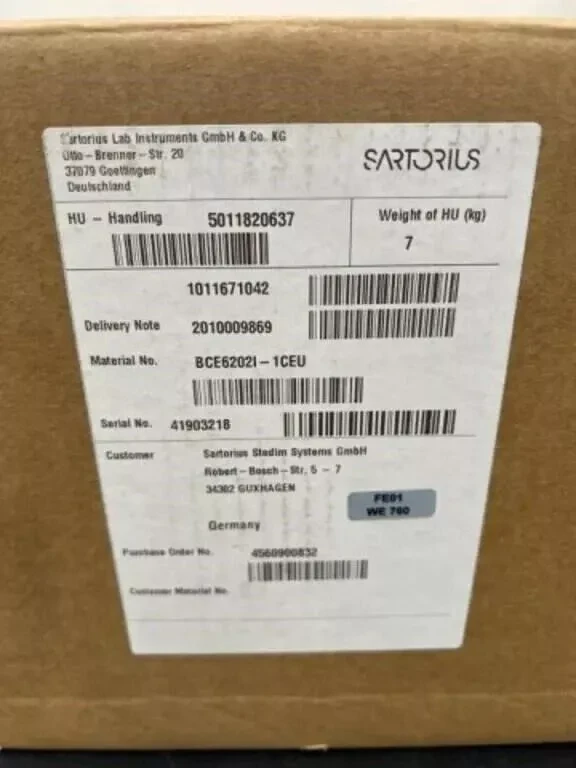 Sartorius Lab Instruments GmbH & Co. KG
Otto - Brenner - Str. 20
37079 Goettingen
Deutschland
SARTORIUS
HU - Handling 5011820637
Weight of HU (kg)
7
1011671042
Delivery Note 2010009869
Material No. BCE6202I-1CEU
Serial No. 41903218
Customer Sartorius Stedim Systems GmbH
Robert - Bosch - Str. 5 - 7
34302 GUXHAGEN
FE01
WE 760
Germany
Purchase Order No. 4560900832
Customer Material No.